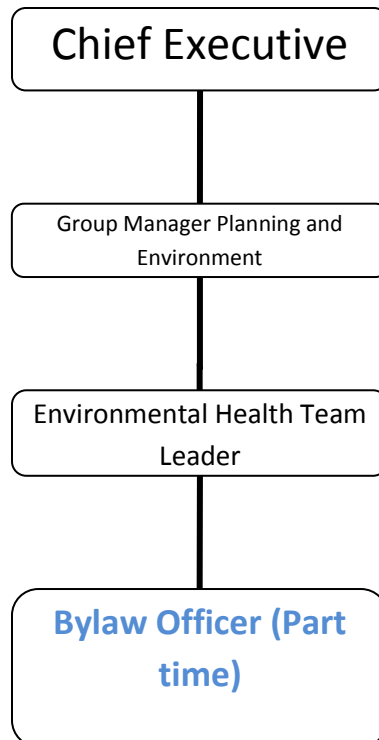 Chief Executive
Group Manager Planning and
Environment
Environmental Health Team
Leader
Bylaw Officer (Part
time)